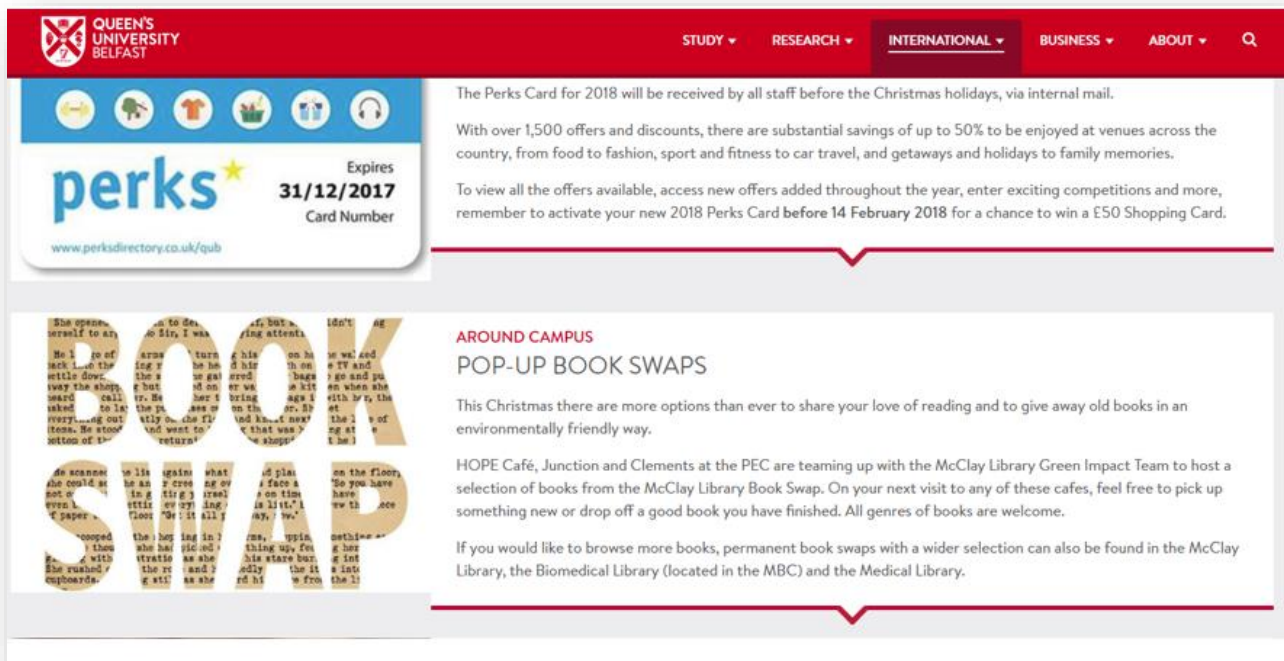 QUEEN'S
UNIVERSITY
BELFAST
STUDY
RESEARCH
INTERNATIONAL
BUSINESS
ABOUT
perks
Expires
31/12/2017
Card Number
www.perksdirectory.co.uk/qub
The Perks Card for 2018 will be received by all staff before the Christmas holidays, via internal mail.
With over 1,500 offers and discounts, there are substantial savings of up to 50% to be enjoyed at venues across the
country, from food to fashion, sport and fitness to car travel, and getaways and holidays to family memories.
To view all the offers available, access new offers added throughout the year, enter exciting competitions and more,
remember to activate your new 2018 Perks Card before 14 February 2018 for a chance to win a £50 Shopping Card.
BOOK
SWAP
AROUND CAMPUS
POP-UP BOOK SWAPS
This Christmas there are more options than ever to share your love of reading and to give away old books in an
environmentally friendly way.
HOPE Café, Junction and Clements at the PEC are teaming up with the McClay Library Green Impact Team to host a
selection of books from the McClay Library Book Swap. On your next visit to any of these cafes, feel free to pick up
something new or drop off a good book you have finished. All genres of books are welcome.
If you would like to browse more books, permanent book swaps with a wider selection can also be found in the McClay
Library, the Biomedical Library (located in the MBC) and the Medical Library.